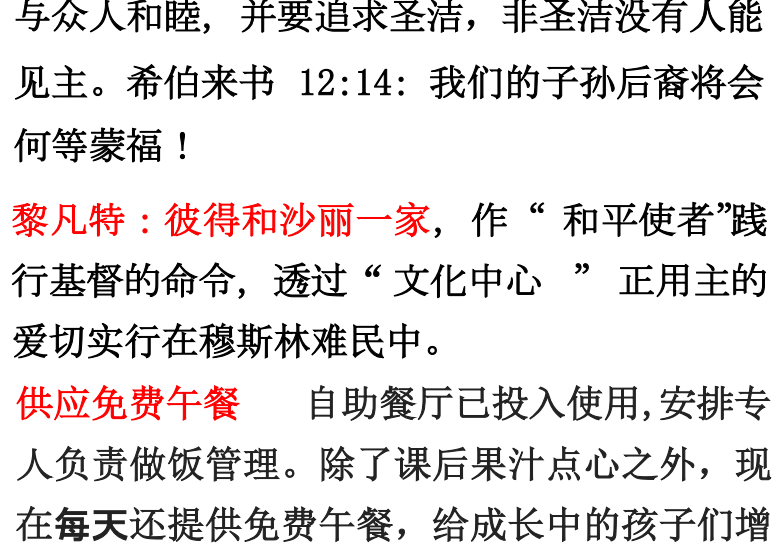 与众人和睦, 并要追求圣洁，非圣洁没有人能
见主。希伯来书 12:14: 我们的子孙后裔将会
何等蒙福！
黎凡特：彼得和沙丽一家, 作“ 和平使者”践
行基督的命令, 透过“ 文化中心 ” 正用主的
爱切实行在穆斯林难民中。
供应免费午餐 自助餐厅已投入使用,安排专
人负责做饭管理。除了课后果汁点心之外，现
在每天还提供免费午餐，给成长中的孩子们增